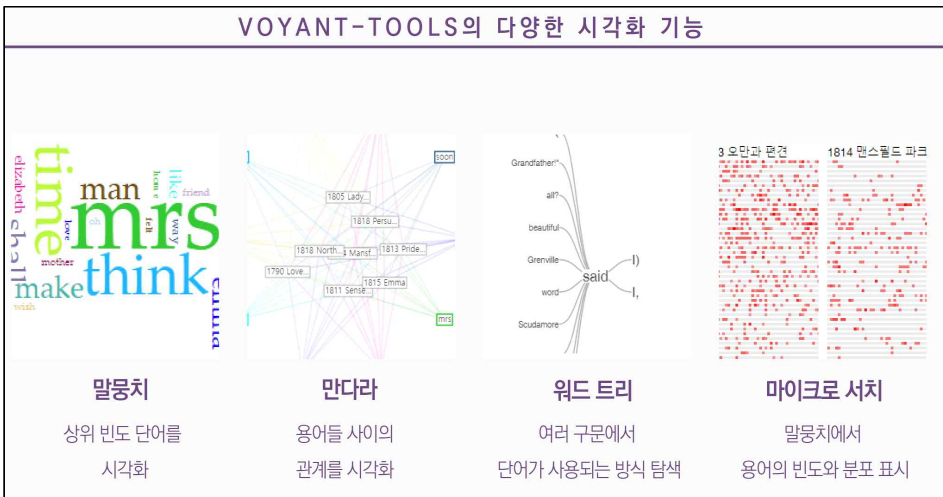 VOYANT-TOOLS의 다양한 시각화 기능
elizabeth
time
man
home
like
friend
shall
love
oh
mrs
felt
way
mother
make
think
wish
emma
soon
1805 Lady...
1818 Persu...
1818 North...
4 Mansf...
1813 Pride...
1790 Love...
1815 Emma
1811 Sense...
mrs
Grandfather!"
all?
beautiful
Grenville
word
Scudamore
said
I)
I,
3 오만과 편견
1814 맨스필드 파크
말뭉치
상위 빈도 단어를
시각화
만다라
용어들 사이의
관계를 시각화
워드 트리
여러 구문에서
단어가 사용되는 방식 탐색
마이크로 서치
말뭉치에서
용어의 빈도와 분포 표시